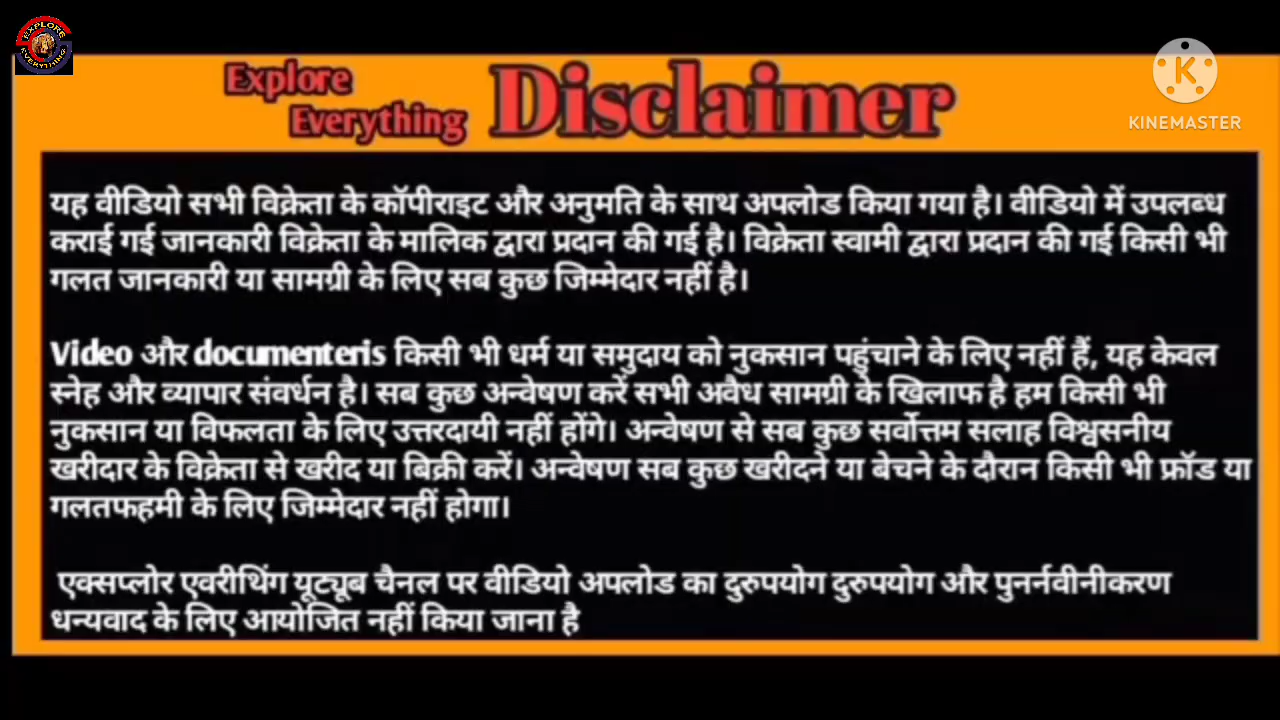 EXPLORE
EVERYTHING
Explore
Everything
Disclaimer
KINEMASTER
यह वीडियो सभी विक्रेता के कॉपीराइट और अनुमति के साथ अपलोड किया गया है। वीडियो में उपलब्ध
कराई गई जानकारी विक्रेता के मालिक द्वारा प्रदान की गई है। विक्रेता स्वामी द्वारा प्रदान की गई किसी भी
गलत जानकारी या सामग्री के लिए सब कुछ जिम्मेदार नहीं है।
Video और documenteris किसी भी धर्म या समुदाय को नुकसान पहुंचाने के लिए नहीं हैं, यह केवल
स्नेह और व्यापार संवर्धन है। सब कुछ अन्वेषण करें सभी अवैध सामग्री के खिलाफ है हम किसी भी
नुकसान या विफलता के लिए उत्तरदायी नहीं होंगे। अन्वेषण से सब कुछ सर्वोत्तम सलाह विश्वसनीय
खरीदार के विक्रेता से खरीद या बिक्री करें। अन्वेषण सब कुछ खरीदने या बेचने के दौरान किसी भी फ्रॉड या
गलतफहमी के लिए जिम्मेदार नहीं होगा।
एक्सप्लोर एवरीथिंग यूट्यूब चैनल पर वीडियो अपलोड का दुरुपयोग दुरुपयोग और पुनर्नवीनीकरण
धन्यवाद के लिए आयोजित नहीं किया जाना है